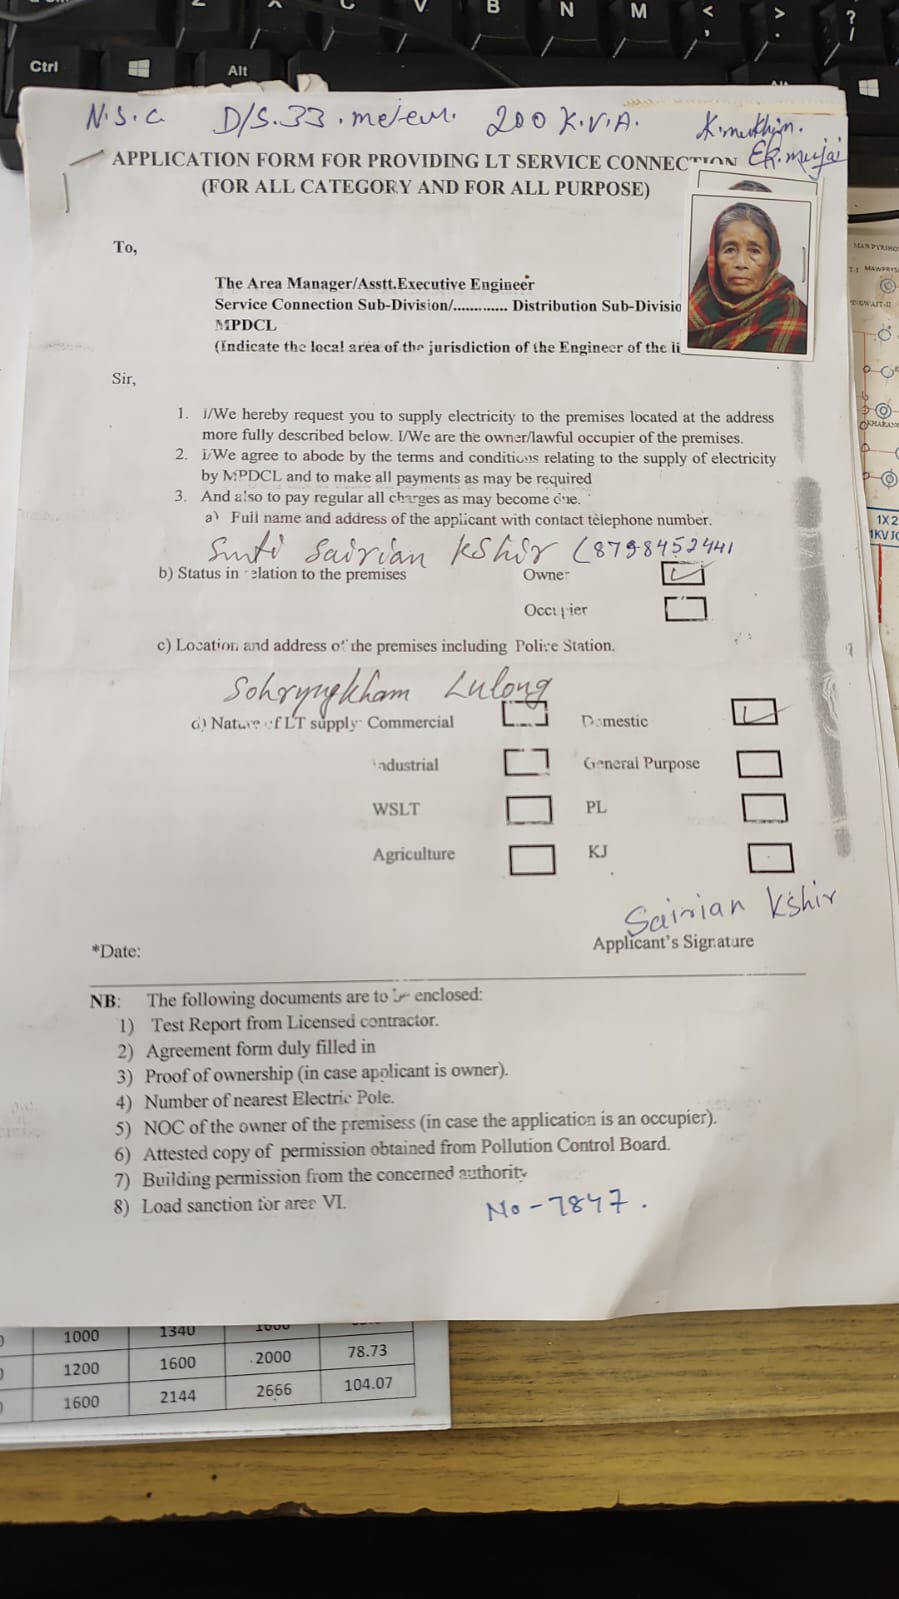 N.S.C. D/S.33.meter. 200 K.V.A. K.mukhim.
APPLICATION FORM FOR PROVIDING LT SERVICE CONNECTION
(FOR ALL CATEGORY AND FOR ALL PURPOSE)
To,
The Area Manager/Asstt.Executive Engineer
Service Connection Sub-Division/............. Distribution Sub-Divisio
MPDCL
(Indicate the local area of the jurisdiction of the Engineer of the li
Sir,
1. I/We hereby request you to supply electricity to the premises located at the address
more fully described below. I/We are the owner/lawful occupier of the premises.
2. I/We agree to abode by the terms and conditions relating to the supply of electricity
by MPDCL and to make all payments as may be required
3. And also to pay regular all charges as may become due.
a) Full name and address of the applicant with contact telephone number.
Smti Sairian Kshir (8798452441
b) Status in relation to the premises Owner
Occupier
c) Location and address of the premises including Police Station.
Sohryngkham Lulong
d) Nature of LT supply Commercial Domestic
Industrial General Purpose
WSLT PL
Agriculture KJ
Sairian Kshir
*Date: Applicant's Signature
NB: The following documents are to be enclosed:
1) Test Report from Licensed contractor.
2) Agreement form duly filled in
3) Proof of ownership (in case applicant is owner).
4) Number of nearest Electric Pole.
5) NOC of the owner of the premisess (in case the application is an occupier).
6) Attested copy of permission obtained from Pollution Control Board.
7) Building permission from the concerned authority
8) Load sanction for area VI.
No-7847.
1000 1340
1200 1600 2000 78.73
1600 2144 2666 104.07
Ctrl Alt
B N M